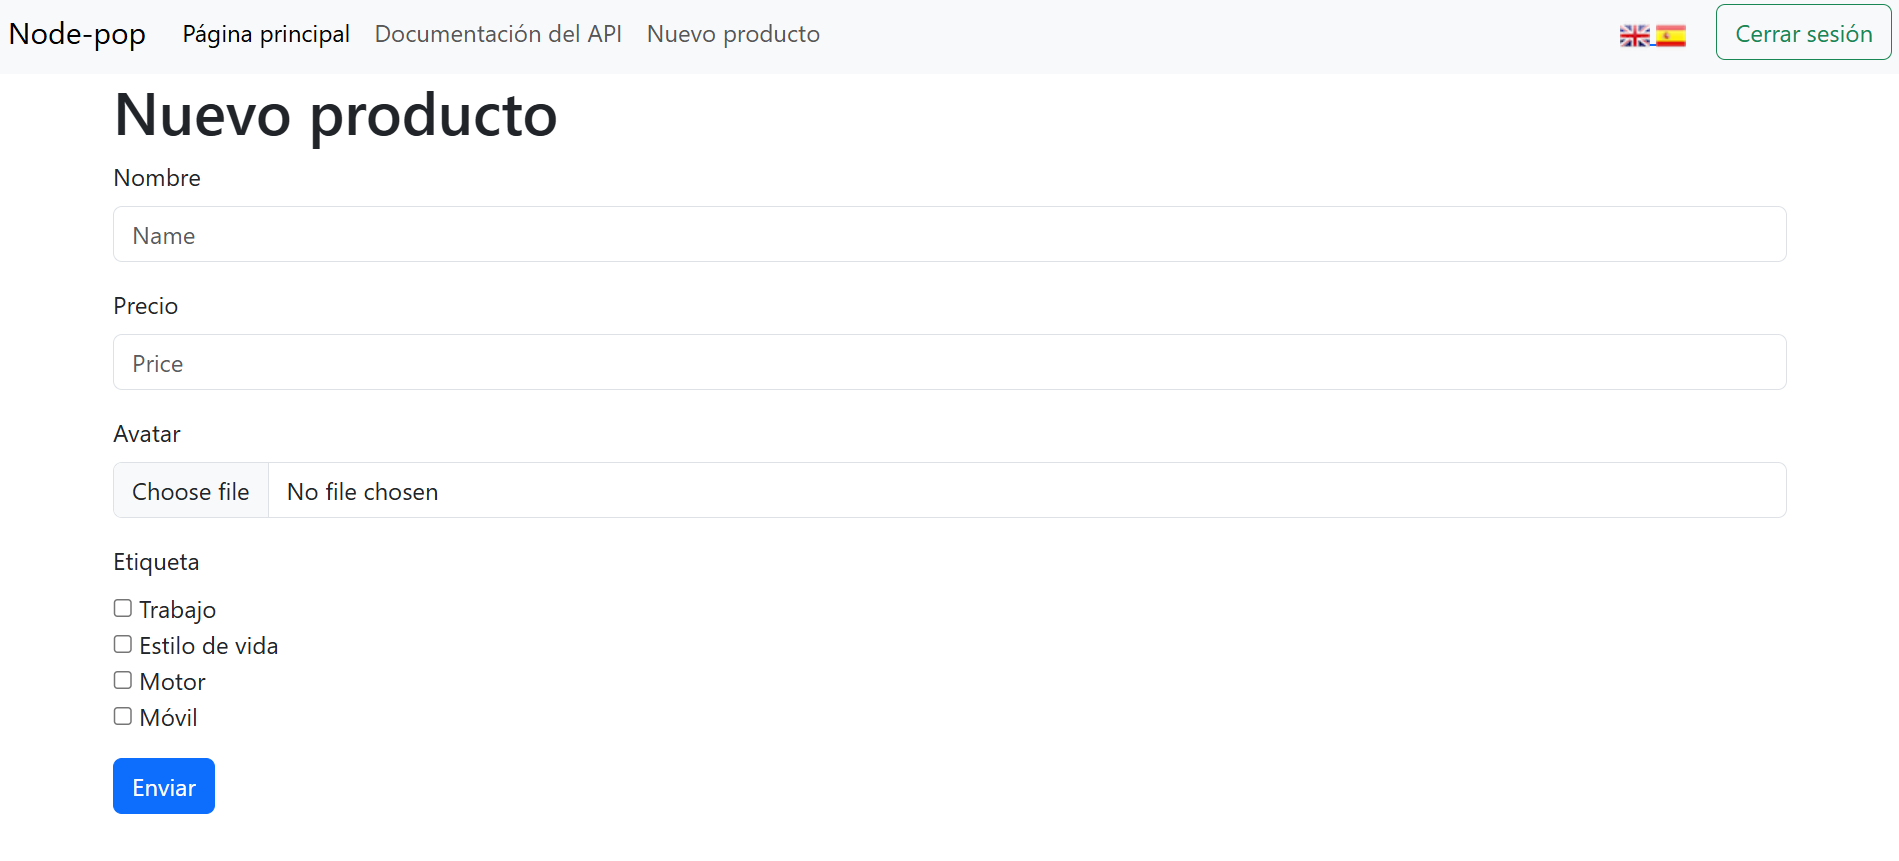 Node-pop Página principal Documentación del API Nuevo producto Cerrar sesión
Nuevo producto
Nombre
Name
Precio
Price
Avatar
Choose file No file chosen
Etiqueta
Trabajo
Estilo de vida
Motor
Móvil
Enviar